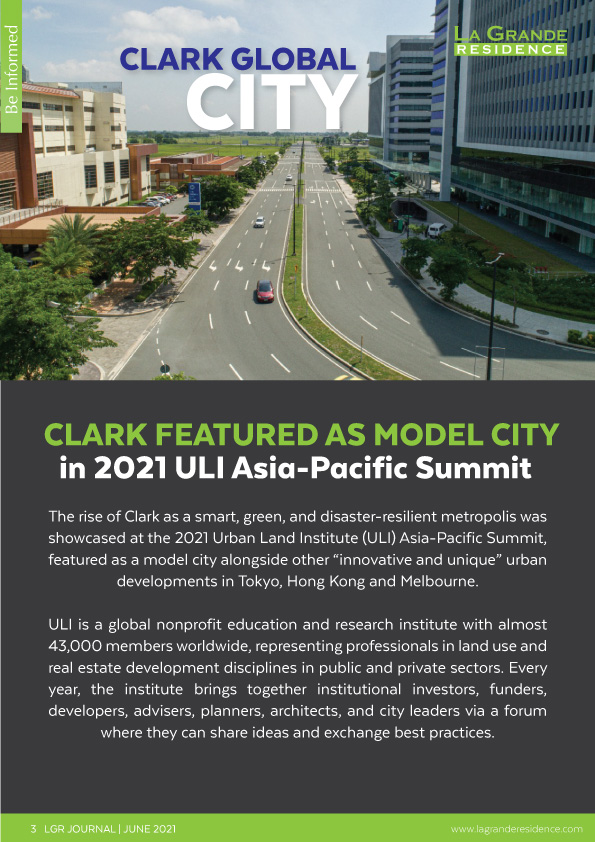 Be Informed
LA GRANDE
RESIDENCE
CLARK GLOBAL
CITY
CLARK FEATURED AS MODEL CITY
in 2021 ULI Asia-Pacific Summit
The rise of Clark as a smart, green, and disaster-resilient metropolis was
showcased at the 2021 Urban Land Institute (ULI) Asia-Pacific Summit,
featured as a model city alongside other “innovative and unique” urban
developments in Tokyo, Hong Kong and Melbourne.
ULI is a global nonprofit education and research institute with almost
43,000 members worldwide, representing professionals in land use and
real estate development disciplines in public and private sectors. Every
year, the institute brings together institutional investors, funders,
developers, advisers, planners, architects, and city leaders via a forum
where they can share ideas and exchange best practices.
3 LGR JOURNAL | JUNE 2021
www.lagranderesidence.com